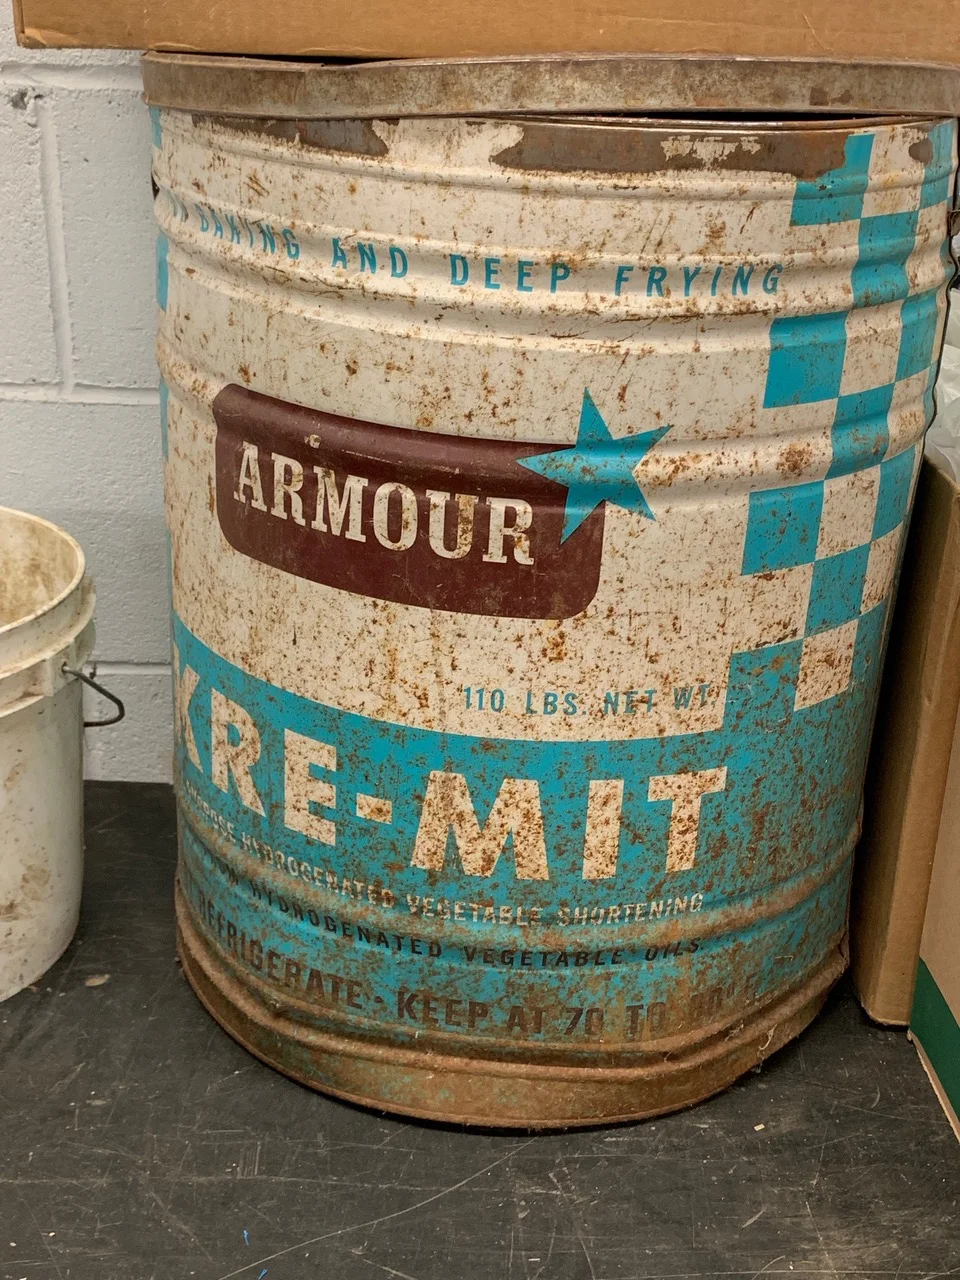 BAKING AND DEEP FRYING
ARMOUR
110 LBS. NET WT.
KRE-MIT
HYDROGENATED VEGETABLE SHORTENING
HYDROGENATED VEGETABLE OILS.
REFRIGERATE - KEEP AT 70 TO 80° F